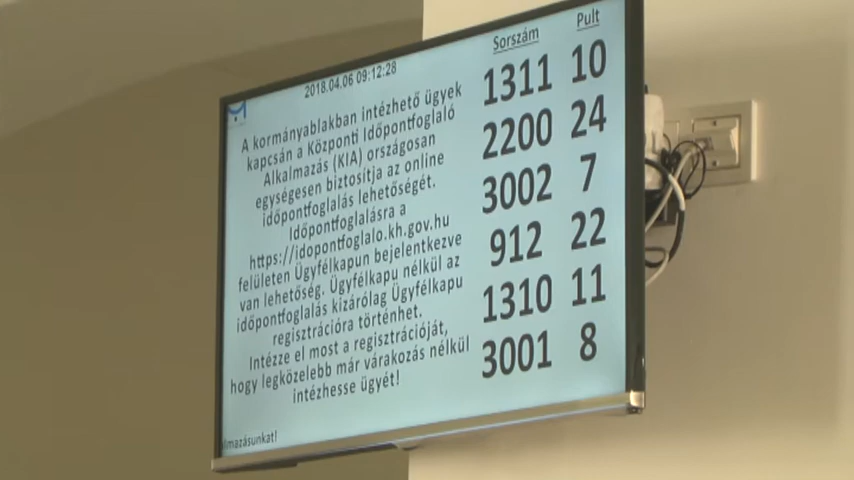 2018.04.06 09:12:28
A kormányablakban intézhető ügyek
kapcsán a Központi Időpontfoglaló
Alkalmazás (KIA) országosan
egységesen biztosítja az online
időpontfoglalás lehetőségét.
Időpontfoglalásra a
https://idopontfoglalo.kh.gov.hu
felületen Ügyfélkapun bejelentkezve
van lehetőség. Ügyfélkapu nélkül az
időpontfoglalás kizárólag Ügyfélkapu
regisztrációra történhet.
Intézze el most a regisztrációját,
hogy legközelebb már várakozás nélkül
intézhesse ügyét!
Sorszám Pult
1311 10
2200 24
3002 7
912 22
1310 11
3001 8